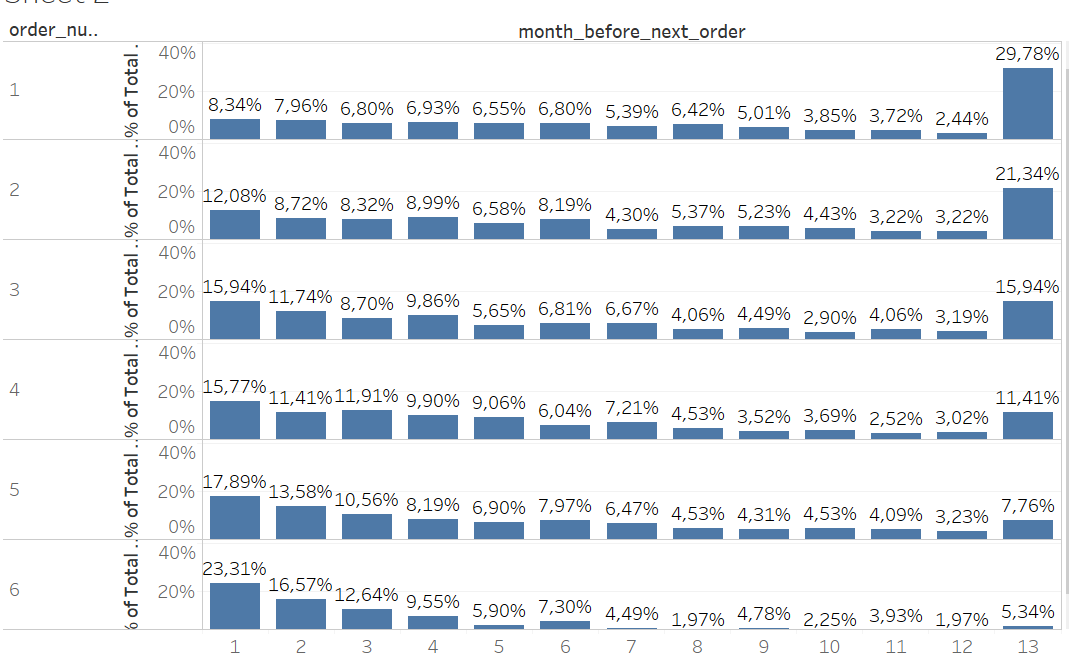 order_nu..
month_before_next_order
1
% of Total ..
40%
20%
0%
8,34% 7,96% 6,80% 6,93% 6,55% 6,80% 5,39% 6,42% 5,01% 3,85% 3,72% 2,44% 29,78%
2
% of Total ..
40%
20%
0%
12,08% 8,72% 8,32% 8,99% 6,58% 8,19% 4,30% 5,37% 5,23% 4,43% 3,22% 3,22% 21,34%
3
% of Total ..
40%
20%
0%
15,94% 11,74% 8,70% 9,86% 5,65% 6,81% 6,67% 4,06% 4,49% 2,90% 4,06% 3,19% 15,94%
4
% of Total ..
40%
20%
0%
15,77% 11,41% 11,91% 9,90% 9,06% 6,04% 7,21% 4,53% 3,52% 3,69% 2,52% 3,02% 11,41%
5
% of Total ..
40%
20%
0%
17,89% 13,58% 10,56% 8,19% 6,90% 7,97% 6,47% 4,53% 4,31% 4,53% 4,09% 3,23% 7,76%
6
% of Total ..
40%
20%
23,31% 16,57% 12,64% 9,55% 5,90% 7,30% 4,49% 1,97% 4,78% 2,25% 3,93% 1,97% 5,34%
1 2 3 4 5 6 7 8 9 10 11 12 13